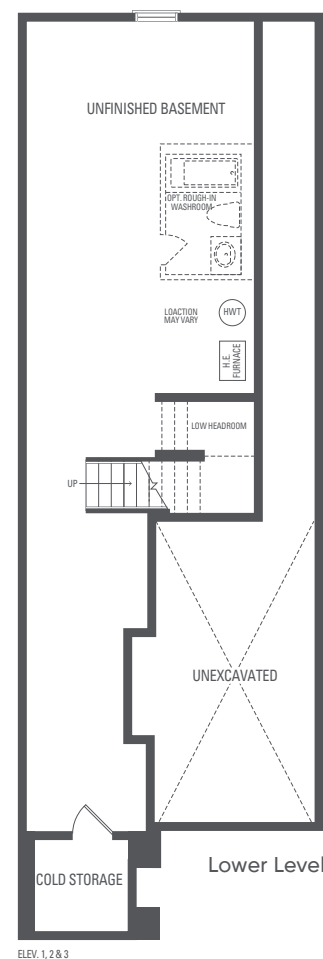 UNFINISHED BASEMENT
OPT. ROUGH-IN
WASHROOM
LOACTION
MAY VARY
HWT
H.E.
FURNACE
LOW HEADROOM
UP
UNEXCAVATED
Lower Level
COLD STORAGE
ELEV. 1, 2 & 3